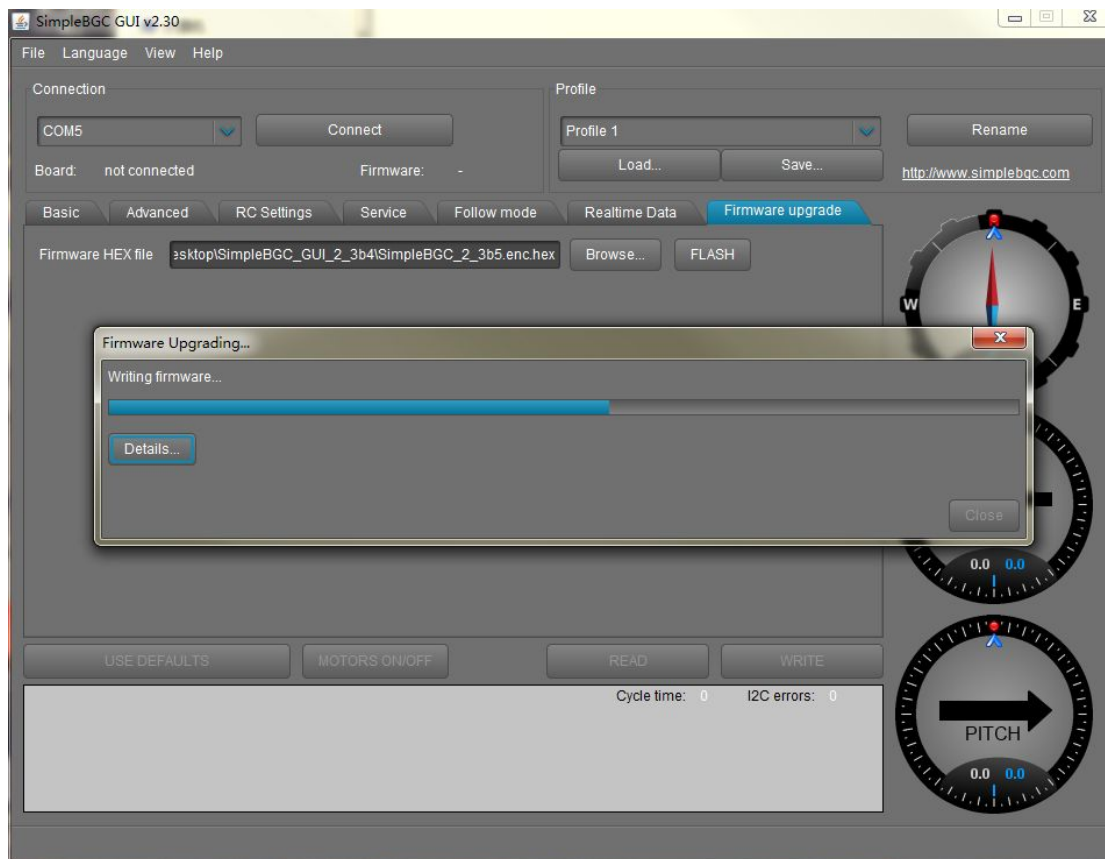 SimpleBGC GUI v2.30
File Language View Help
Connection
Profile
COM5 Connect
Profile 1 Rename
Board: not connected Firmware: -
Load... Save... http://www.simplebgc.com
Basic Advanced RC Settings Service Follow mode Realtime Data Firmware upgrade
Firmware HEX file esktop\SimpleBGC_GUI_2_3b4\SimpleBGC_2_3b5.enc.hex Browse... FLASH
W E
Firmware Upgrading...
Writing firmware...
Details...
Close
0.0 0.0
USE DEFAULTS MOTORS ON/OFF READ WRITE
Cycle time: 0 I2C errors: 0
PITCH
0.0 0.0